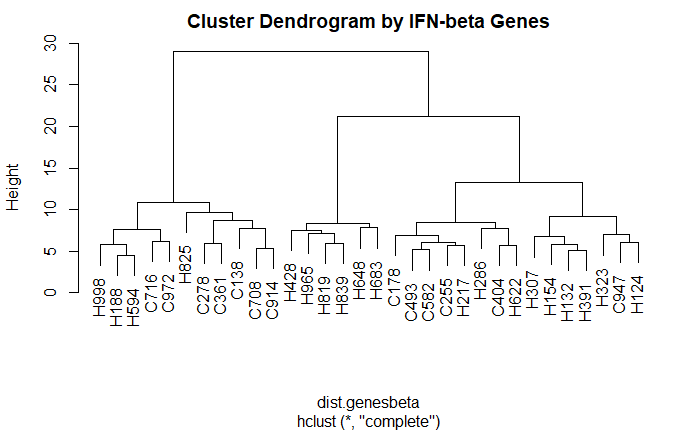 Cluster Dendrogram by IFN-beta Genes
Height
30
25
20
15
10
5
0
H998
H188
H594
C716
C972
H825
C278
C361
C138
C708
C914
H428
H965
H819
H839
H648
H683
C178
C493
C582
C255
H217
H286
C404
H622
H307
H154
H132
H391
H323
C947
H124
dist.genesbeta
hclust (*, "complete")